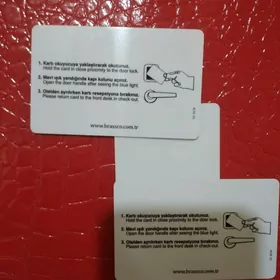 1. Kartı okuyucuya yaklaştırarak okutunuz.
Hold the card in close proximity to the door lock.
2. Mavi ışık yandığında kapı kolunu açınız.
Open the door handle after seeing the blue light.
3. Otelden ayrılırken kartı resepsiyona bırakınız.
Please return card to the front desk in check-out.
www.brassco.com.tr
1. Kartı okuyucuya yaklaştırarak okutunuz.
Hold the card in close proximity to the door lock.
2. Mavi ışık yandığında kapı kolunu açınız.
Open the door handle after seeing the blue light.
3. Otelden ayrılırken kartı resepsiyona bırakınız.
Please return card to the front desk in check-out.
www.brassco.com.tr